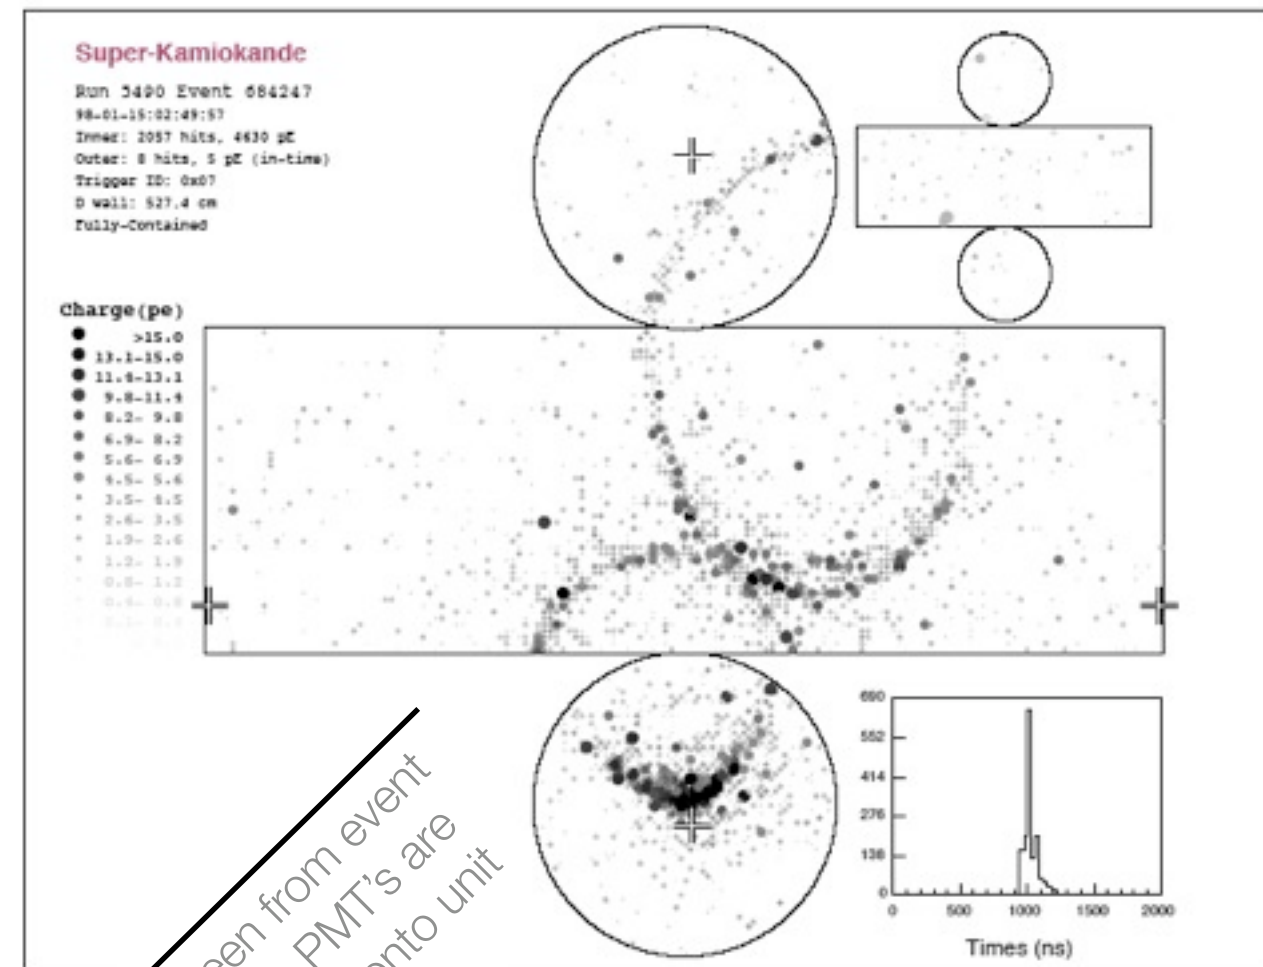 Super-Kamiokande
Run 5490 Event 684247
98-01-15:02:49:57
Inner: 2057 hits, 4630 pE
Outer: 8 hits, 5 pE (in-time)
Trigger ID: 0x07
D wall: 527.4 cm
Fully-Contained
Charge(pe)
>15.0
13.1-15.0
11.4-13.1
9.8-11.4
8.2- 9.8
6.9- 8.2
5.6- 6.9
4.5- 5.6
3.5- 4.5
2.6- 3.5
1.9- 2.6
1.2- 1.9
0.8- 1.2
690
552
414
276
138
0
0 500 1000 1500 2000
Times (ns)
from event
PMT's are
onto unit